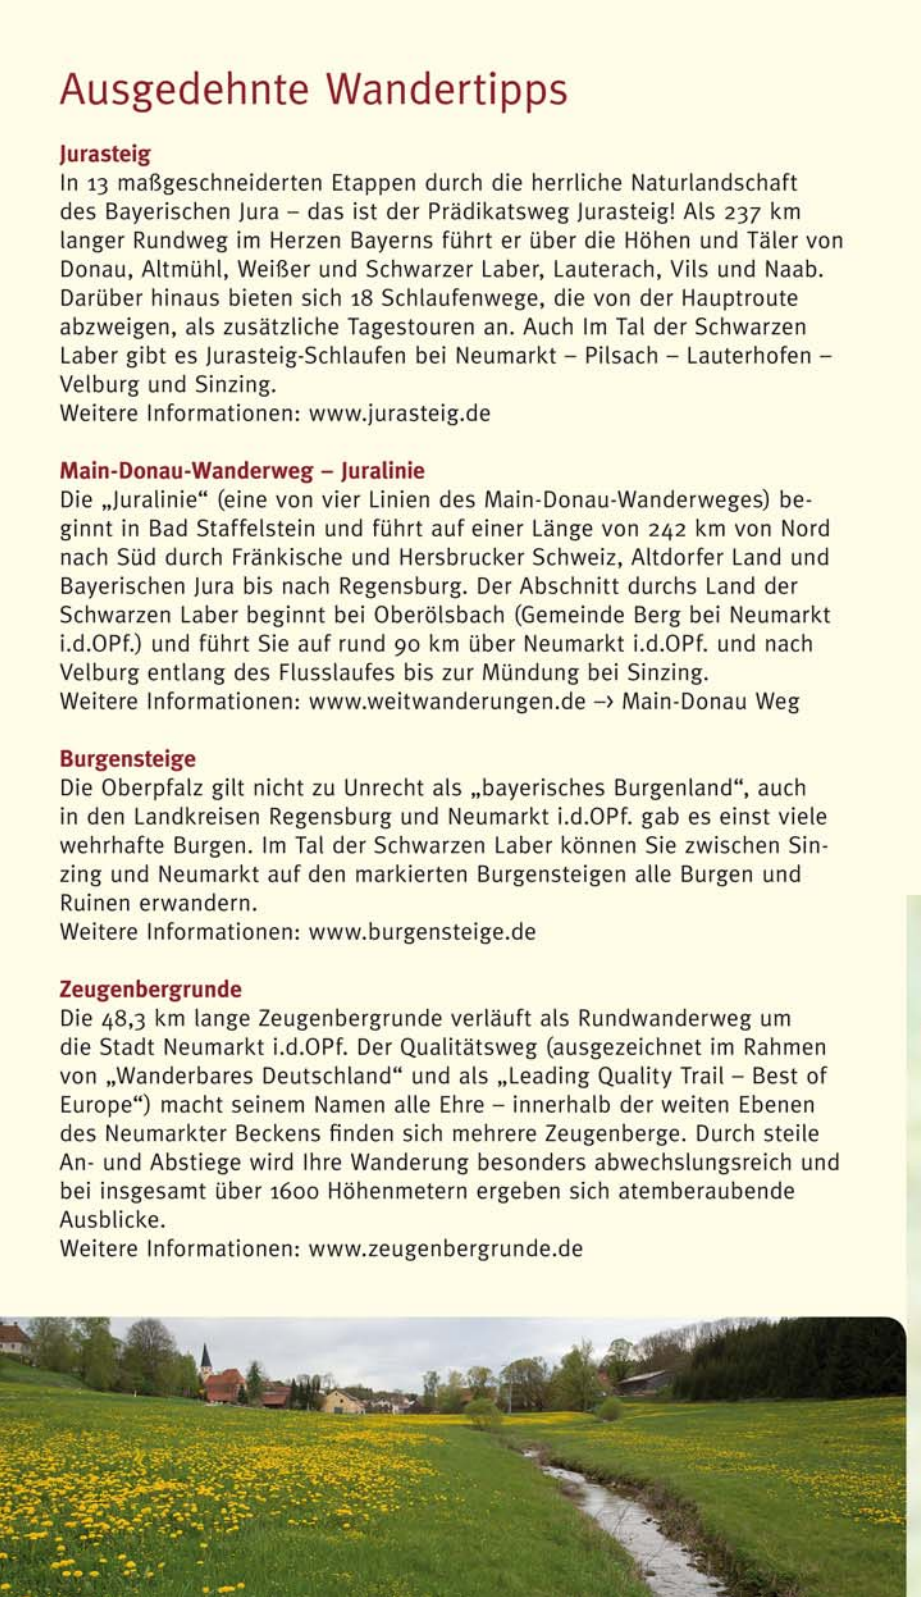 Ausgedehnte Wandertipps
Jurasteig
In 13 maßgeschneiderten Etappen durch die herrliche Naturlandschaft
des Bayerischen Jura – das ist der Prädikatsweg Jurasteig! Als 237 km
langer Rundweg im Herzen Bayerns führt er über die Höhen und Täler von
Donau, Altmühl, Weißer und Schwarzer Laber, Lauterach, Vils und Naab.
Darüber hinaus bieten sich 18 Schlaufenwege, die von der Hauptroute
abzweigen, als zusätzliche Tagestouren an. Auch Im Tal der Schwarzen
Laber gibt es Jurasteig-Schlaufen bei Neumarkt – Pilsach – Lauterhofen –
Velburg und Sinzing.
Weitere Informationen: www.jurasteig.de
Main-Donau-Wanderweg – Juralinie
Die „Juralinie“ (eine von vier Linien des Main-Donau-Wanderweges) be-
ginnt in Bad Staffelstein und führt auf einer Länge von 242 km von Nord
nach Süd durch Fränkische und Hersbrucker Schweiz, Altdorfer Land und
Bayerischen Jura bis nach Regensburg. Der Abschnitt durchs Land der
Schwarzen Laber beginnt bei Oberölsbach (Gemeinde Berg bei Neumarkt
i.d.OPf.) und führt Sie auf rund 90 km über Neumarkt i.d.OPf. und nach
Velburg entlang des Flusslaufes bis zur Mündung bei Sinzing.
Weitere Informationen: www.weitwanderungen.de –> Main-Donau Weg
Burgensteige
Die Oberpfalz gilt nicht zu Unrecht als „bayerisches Burgenland“, auch
in den Landkreisen Regensburg und Neumarkt i.d.OPf. gab es einst viele
wehrhafte Burgen. Im Tal der Schwarzen Laber können Sie zwischen Sin-
zing und Neumarkt auf den markierten Burgensteigen alle Burgen und
Ruinen erwandern.
Weitere Informationen: www.burgensteige.de
Zeugenbergrunde
Die 48,3 km lange Zeugenbergrunde verläuft als Rundwanderweg um
die Stadt Neumarkt i.d.OPf. Der Qualitätsweg (ausgezeichnet im Rahmen
von „Wanderbares Deutschland“ und als „Leading Quality Trail – Best of
Europe“) macht seinem Namen alle Ehre – innerhalb der weiten Ebenen
des Neumarkter Beckens finden sich mehrere Zeugenberge. Durch steile
An- und Abstiege wird Ihre Wanderung besonders abwechslungsreich und
bei insgesamt über 1600 Höhenmetern ergeben sich atemberaubende
Ausblicke.
Weitere Informationen: www.zeugenbergrunde.de